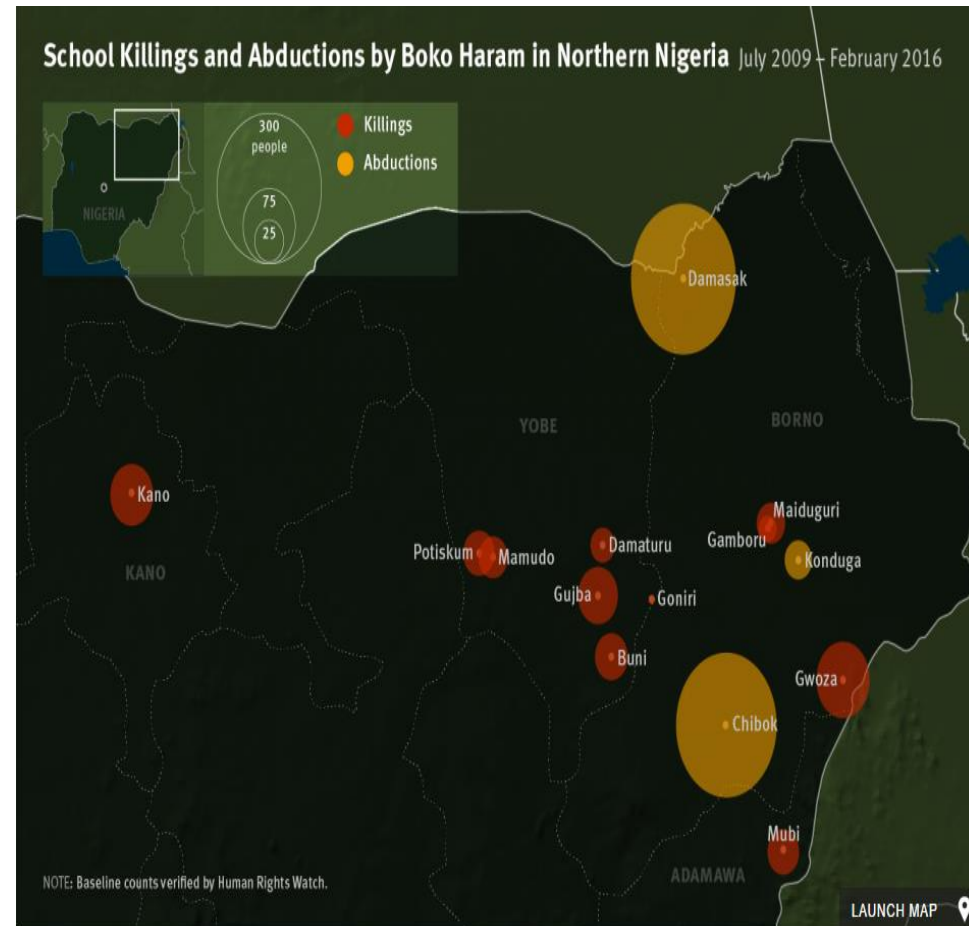 School Killings and Abductions by Boko Haram in Northern Nigeria July 2009 – February 2016
300
people
75
25
Killings
Abductions
NIGERIA
Damasak
YOBE
BORNO
Kano
KANO
Maiduguri
Gamboru
Konduga
Potiskum
Mamudo
Damaturu
Gujba
Goniri
Buni
Gwoza
Chibok
Mubi
ADAMAWA
NOTE: Baseline counts verified by Human Rights Watch.
LAUNCH MAP